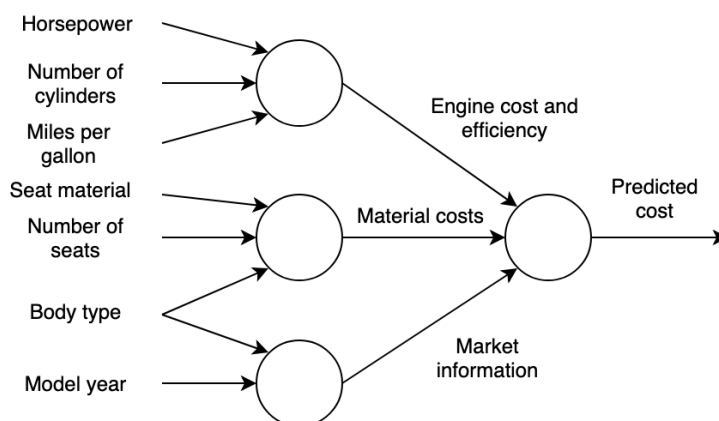 Horsepower
Number of
cylinders
Miles per
gallon
Seat material
Number of
seats
Body type
Model year
Engine cost and
efficiency
Material costs
Market
information
Predicted
cost